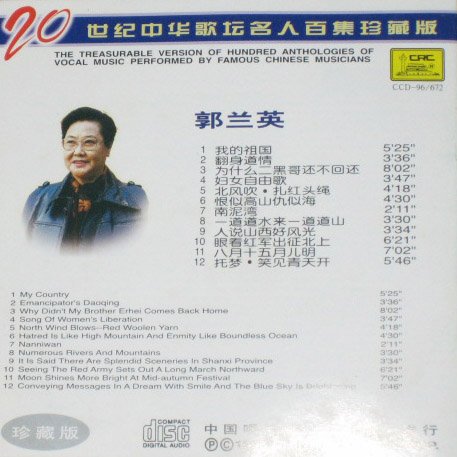 20世纪中华歌坛名人百集珍藏版
THE TREASURABLE VERSION OF HUNDRED ANTHOLOGIES OF
VOCAL MUSIC PERFORMED BY FAMOUS CHINESE MUSICIANS
CRC
CCD-96/672
郭兰英
1 我的祖国 5'25"
2 翻身道情 3'36"
3 为什么二黑哥还不回还 8'02"
4 妇女自由歌 3'47"
5 北风吹·扎红头绳 4'18"
6 恨似高山仇似海 4'30"
7 南泥湾 2'11"
8 一道道水来一道道山 3'30"
9 人说山西好风光 3'34"
10 眼看红军出征北上 6'21"
11 八月十五月儿明 7'02"
12 托梦·笑见青天开 5'46"
1 My Country 5'25"
2 Emancipator's Daoqing 3'36"
3 Why Didn't My Brother Erhei Comes Back Home 8'02"
4 Song Of Women's Liberation 3'47"
5 North Wind Blows--Red Woolen Yarn 4'18"
6 Hatred Is Like High Mountain And Enmity Like Boundless Ocean 4'30"
7 Nanniwan 2'11"
8 Numerous Rivers And Mountains 3'30"
9 It Is Said There Are Splendid Sceneries In Shanxi Province 3'34"
10 Seeing The Red Army Sets Out A Long March Northward 6'21"
11 Moon Shines More Bright At Mid-autumn Festival 7'02"
12 Conveying Messages In A Dream With Smile And The Blue Sky Is 5'46"
珍藏版
COMPACT
disc
DIGITAL AUDIO
中国
行